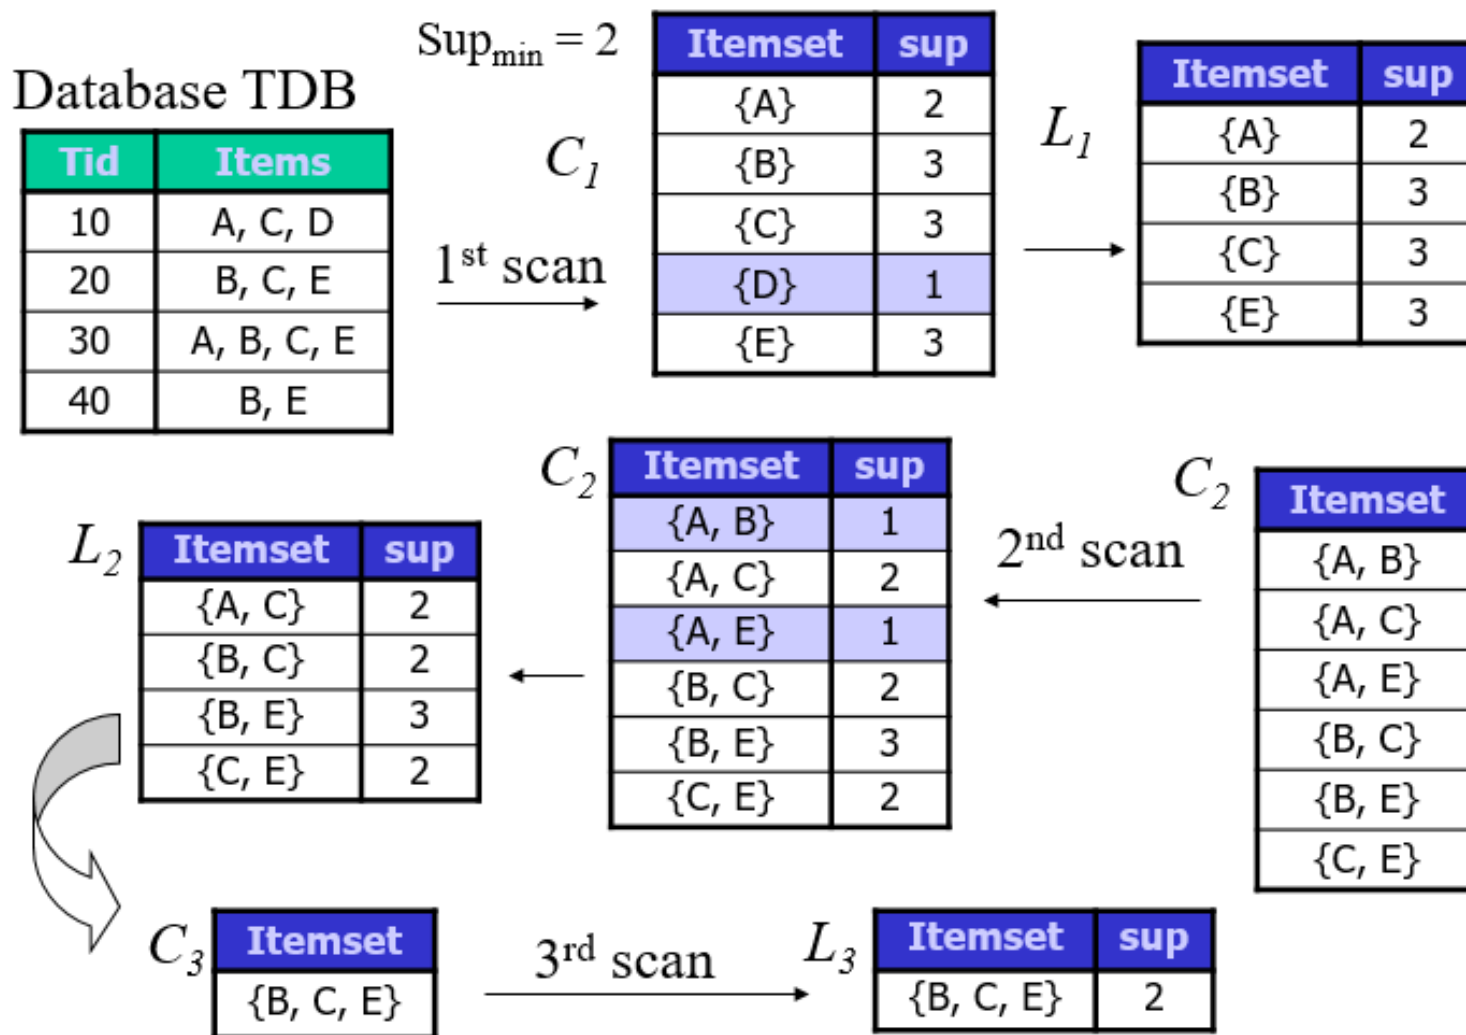 Sup_min = 2
Database TDB
Tid Items
10 A, C, D
20 B, C, E
30 A, B, C, E
40 B, E
1st scan
C1
Itemset sup
{A} 2
{B} 3
{C} 3
{D} 1
{E} 3
L1
Itemset sup
{A} 2
{B} 3
{C} 3
{E} 3
C2
Itemset
{A, B}
{A, C}
{A, E}
{B, C}
{B, E}
{C, E}
2nd scan
C2
Itemset sup
{A, B} 1
{A, C} 2
{A, E} 1
{B, C} 2
{B, E} 3
{C, E} 2
L2
Itemset sup
{A, C} 2
{B, C} 2
{B, E} 3
{C, E} 2
C3
Itemset
{B, C, E}
3rd scan
L3
Itemset sup
{B, C, E} 2